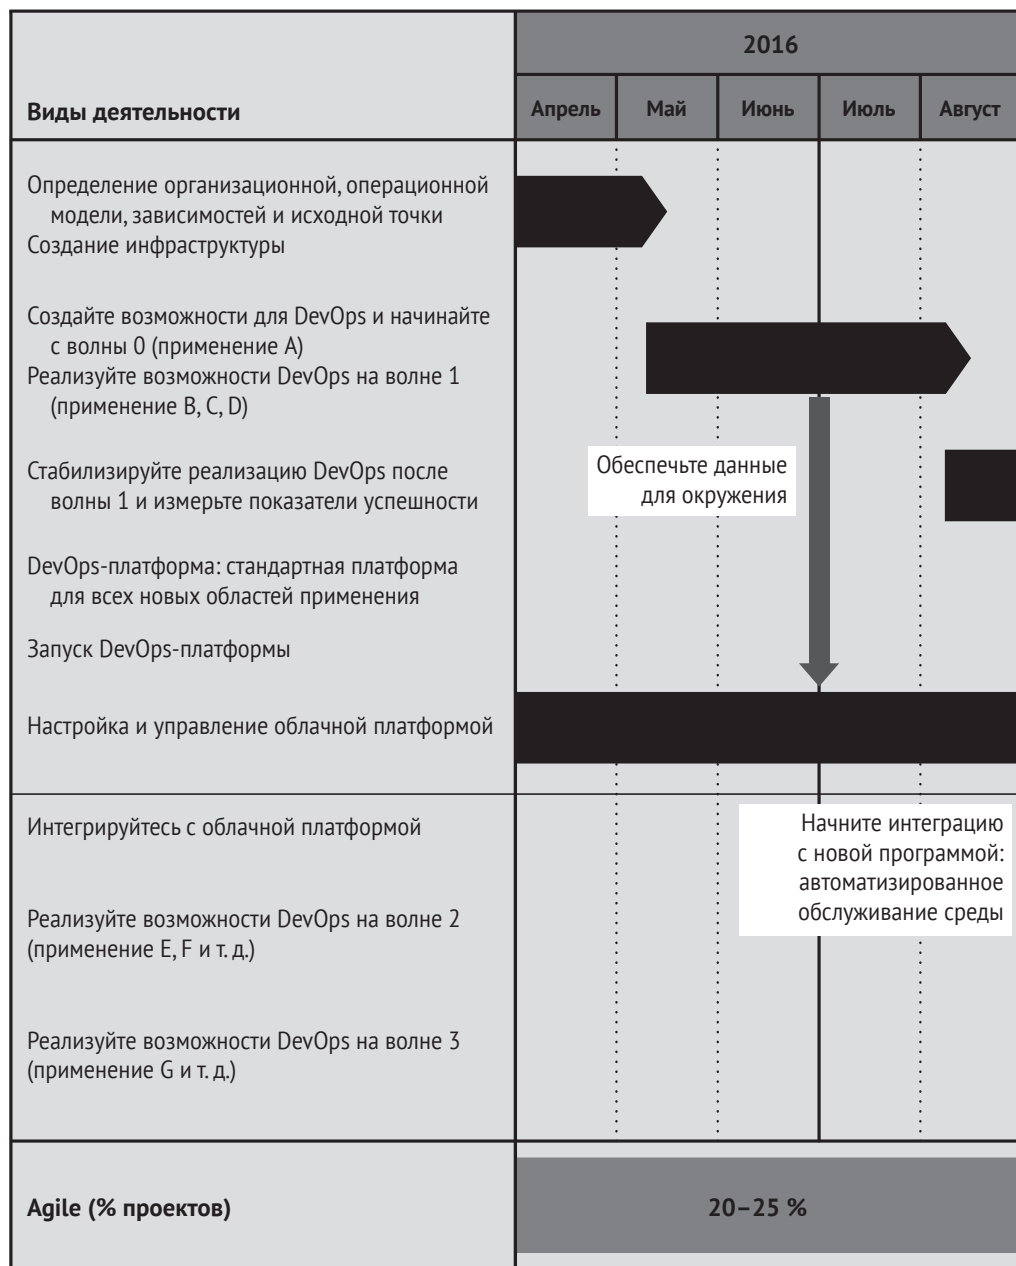 2016
Виды деятельности
Апрель
Май
Июнь
Июль
Август
Определение организационной, операционной
модели, зависимостей и исходной точки
Создание инфраструктуры
Создайте возможности для DevOps и начинайте
с волны 0 (применение А)
Реализуйте возможности DevOps на волне 1
(применение B, C, D)
Обеспечьте данные
для окружения
Стабилизируйте реализацию DevOps после
волны 1 и измерьте показатели успешности
DevOps-платформа: стандартная платформа
для всех новых областей применения
Запуск DevOps-платформы
Настройка и управление облачной платформой
Интегрируйтесь с облачной платформой
Начните интеграцию
с новой программой:
автоматизированное
обслуживание среды
Реализуйте возможности DevOps на волне 2
(применение E, F и т. д.)
Реализуйте возможности DevOps на волне 3
(применение G и т. д.)
Agile (% проектов)
20–25 %